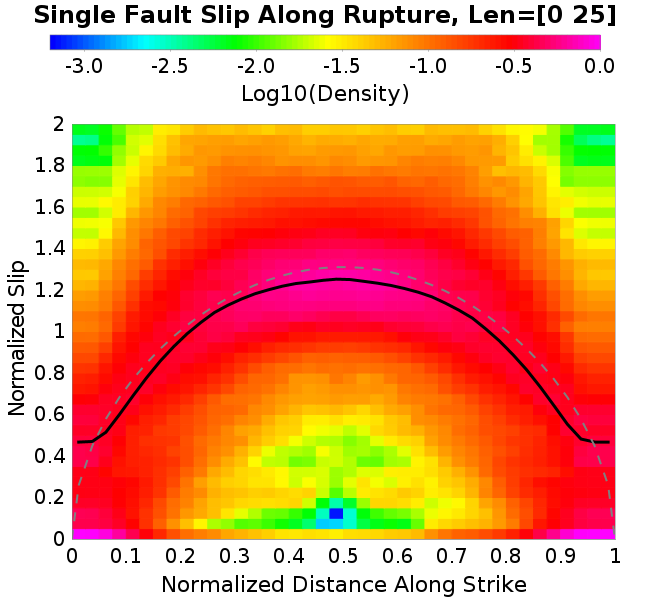 Single Fault Slip Along Rupture, Len=[0 25]
-3.0 -2.5 -2.0 -1.5 -1.0 -0.5 0.0
Log10(Density)
2
1.8
1.6
1.4
1.2
1
0.8
0.6
0.4
0.2
0
Normalized Slip
0 0.1 0.2 0.3 0.4 0.5 0.6 0.7 0.8 0.9 1
Normalized Distance Along Strike